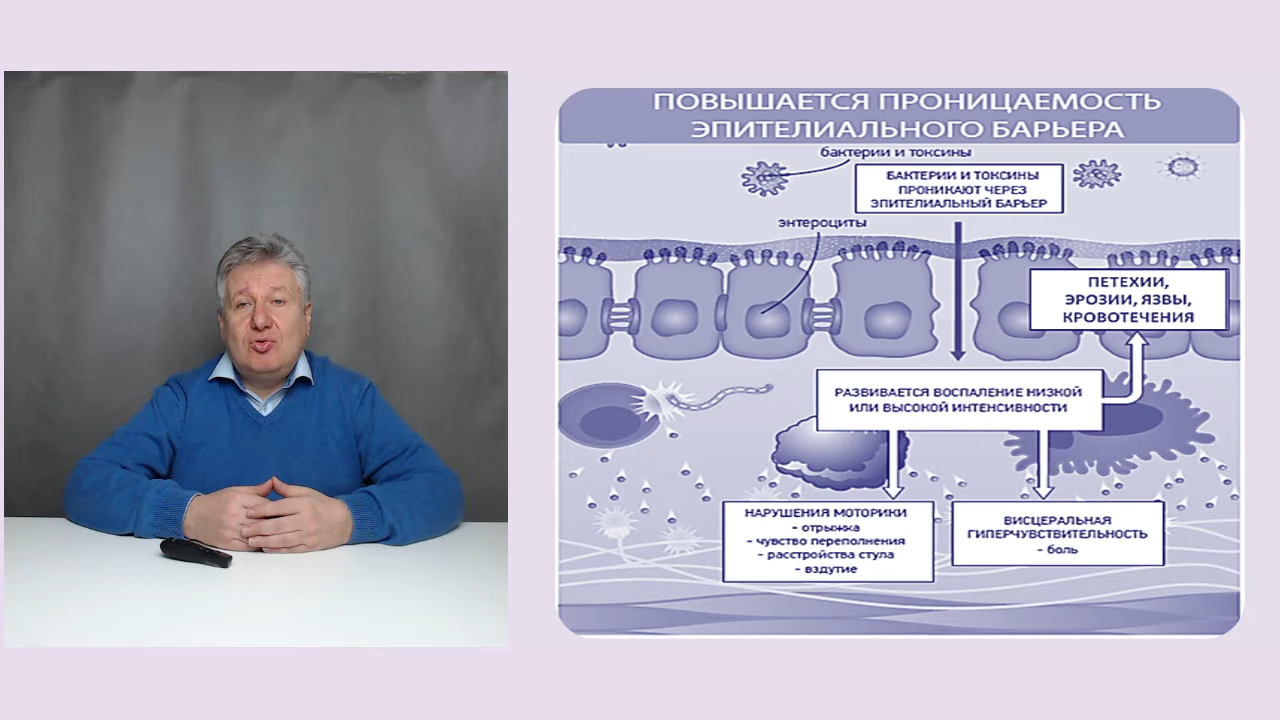 ПОВЫШАЕТСЯ ПРОНИЦАЕМОСТЬ
ЭПИТЕЛИАЛЬНОГО БАРЬЕРА
бактерии и токсины
БАКТЕРИИ И ТОКСИНЫ
ПРОНИКАЮТ ЧЕРЕЗ
ЭПИТЕЛИАЛЬНЫЙ БАРЬЕР
энтероциты
ПЕТЕХИИ,
ЭРОЗИИ, ЯЗВЫ,
КРОВОТЕЧЕНИЯ
РАЗВИВАЕТСЯ ВОСПАЛЕНИЕ НИЗКОЙ
ИЛИ ВЫСОКОЙ ИНТЕНСИВНОСТИ
НАРУШЕНИЯ МОТОРИКИ
- отрыжка
- чувство переполнения
- расстройства стула
- вздутие
ВИСЦЕРАЛЬНАЯ
ГИПЕРЧУВСТВИТЕЛЬНОСТЬ
- боль